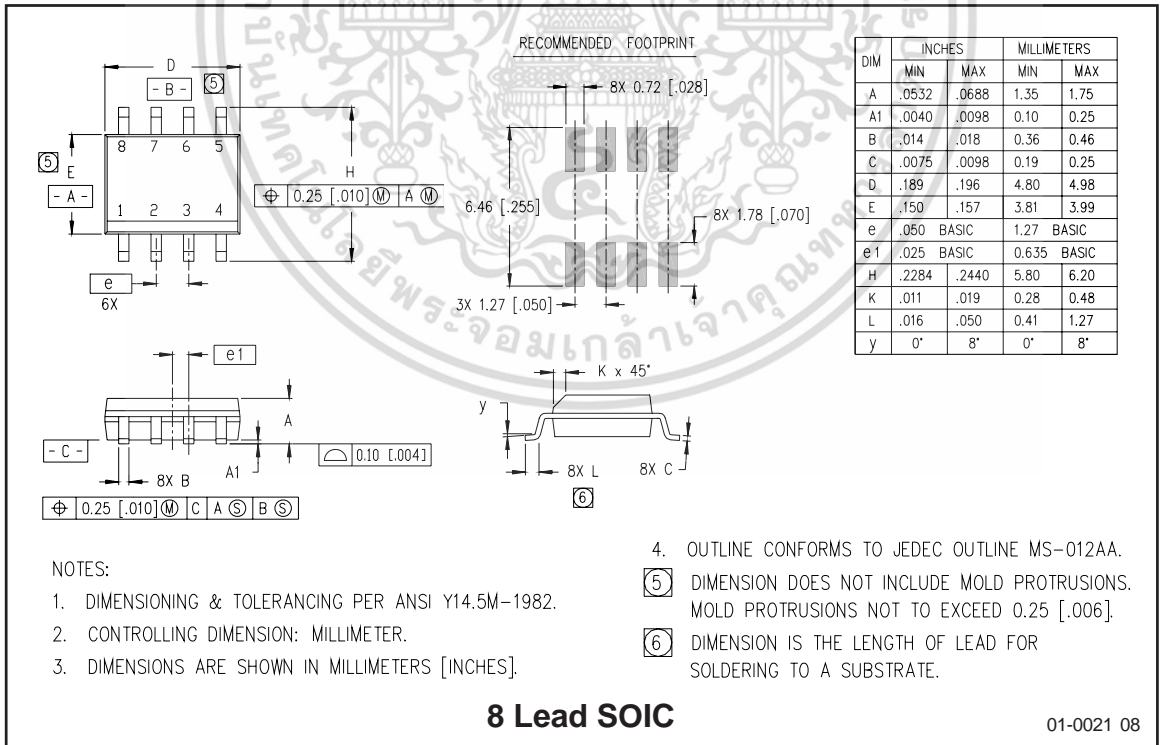 RECOMMENDED FOOTPRINT
D
- B - 5
8 7 6 5
5 E
- A -
1 2 3 4
H
⌖ 0.25 [.010] Ⓜ A Ⓜ
e
6X
8X 0.72 [.028]
6.46 [.255]
8X 1.78 [.070]
3X 1.27 [.050]
DIM INCHES MILLIMETERS
MIN MAX MIN MAX
A .0532 .0688 1.35 1.75
A1 .0040 .0098 0.10 0.25
B .014 .018 0.36 0.46
C .0075 .0098 0.19 0.25
D .189 .196 4.80 4.98
E .150 .157 3.81 3.99
e .050 BASIC 1.27 BASIC
e1 .025 BASIC 0.635 BASIC
H .2284 .2440 5.80 6.20
K .011 .019 0.28 0.48
L .016 .050 0.41 1.27
y 0° 8° 0° 8°
e1
A
- C -
8X B
A1
⌓ 0.10 [.004]
⌖ 0.25 [.010] Ⓜ C A Ⓢ B Ⓢ
K x 45°
y
8X L
8X C
6
NOTES:
1. DIMENSIONING & TOLERANCING PER ANSI Y14.5M-1982.
2. CONTROLLING DIMENSION: MILLIMETER.
3. DIMENSIONS ARE SHOWN IN MILLIMETERS [INCHES].
4. OUTLINE CONFORMS TO JEDEC OUTLINE MS-012AA.
5 DIMENSION DOES NOT INCLUDE MOLD PROTRUSIONS.
MOLD PROTRUSIONS NOT TO EXCEED 0.25 [.006].
6 DIMENSION IS THE LENGTH OF LEAD FOR
SOLDERING TO A SUBSTRATE.
8 Lead SOIC
01-0021 08